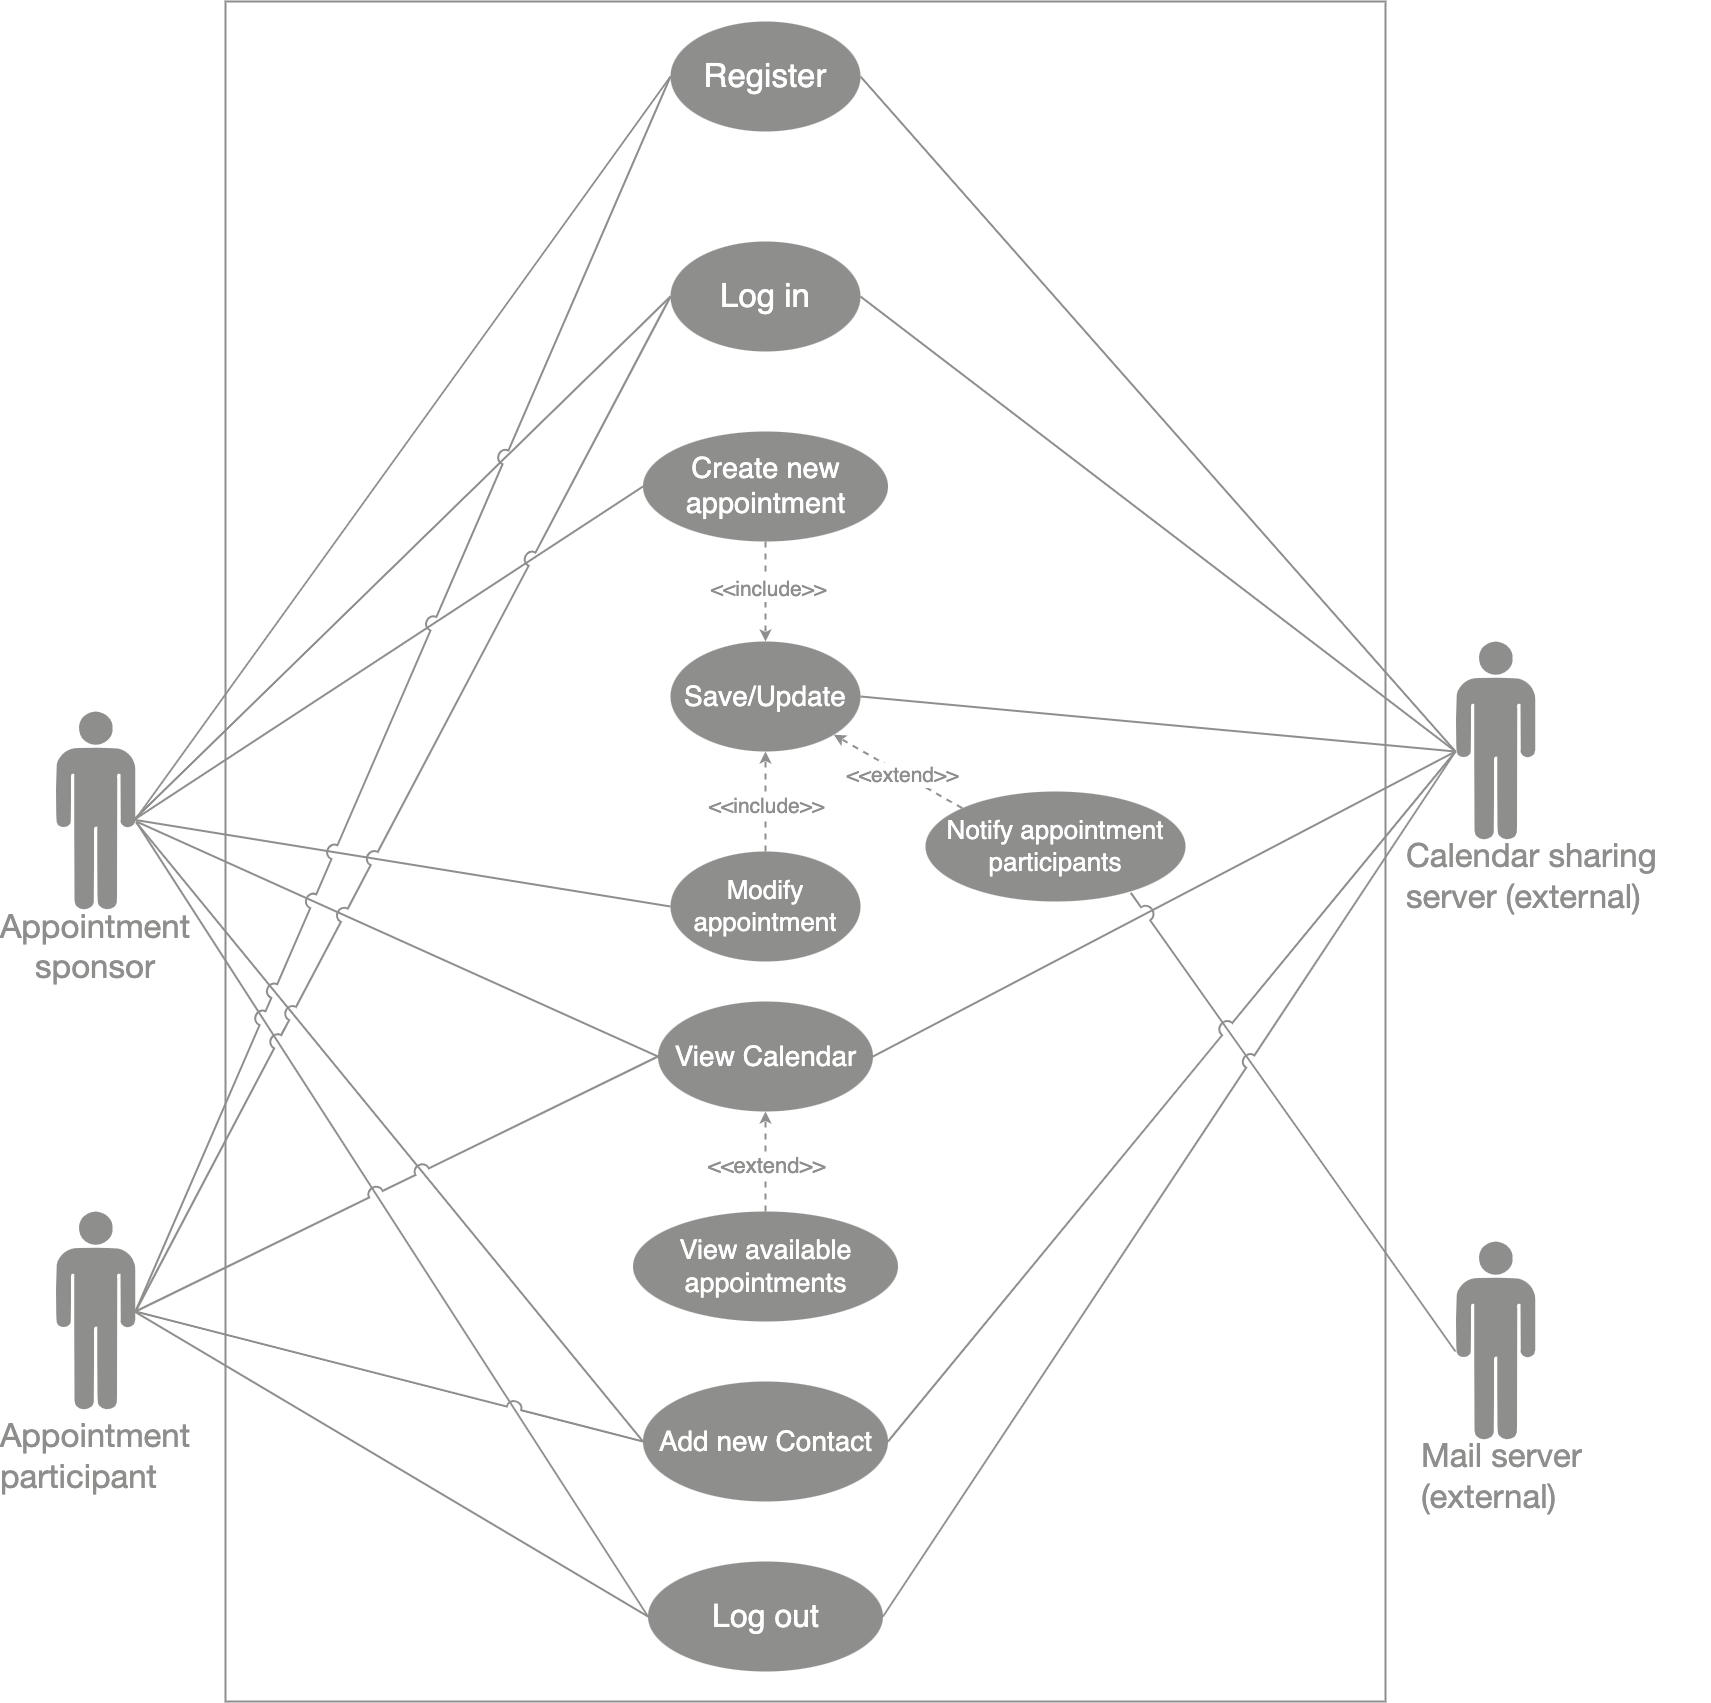 Register
Log in
Create new
appointment
<<include>>
Save/Update
<<extend>>
<<include>>
Notify appointment
participants
Modify
appointment
Calendar sharing
server (external)
Appointment
sponsor
View Calendar
<<extend>>
View available
appointments
Appointment
participant
Add new Contact
Mail server
(external)
Log out